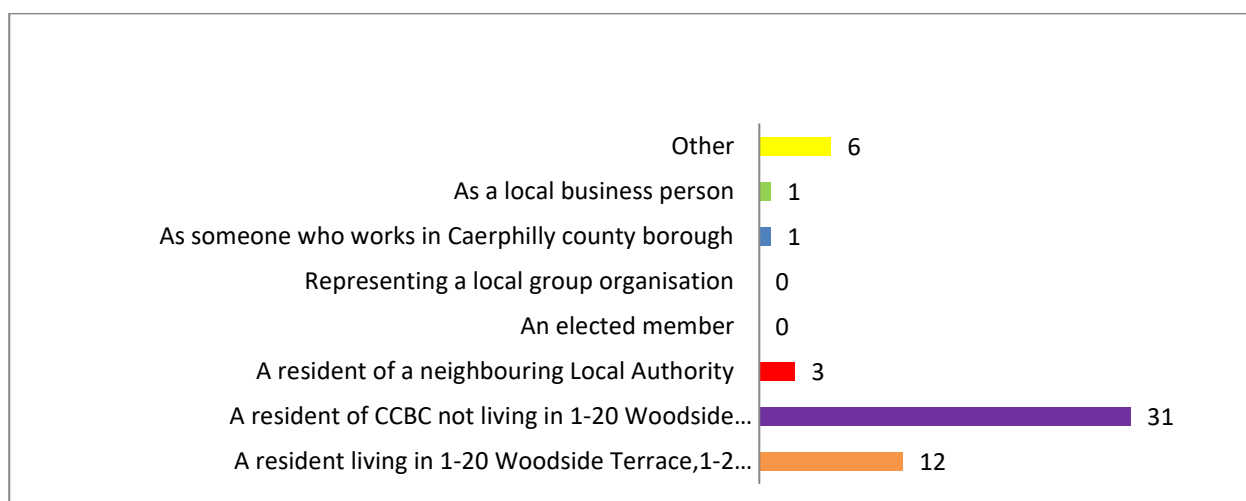 Other 6
As a local business person 1
As someone who works in Caerphilly county borough 1
Representing a local group organisation 0
An elected member 0
A resident of a neighbouring Local Authority 3
A resident of CCBC not living in 1-20 Woodside… 31
A resident living in 1-20 Woodside Terrace,1-2… 12